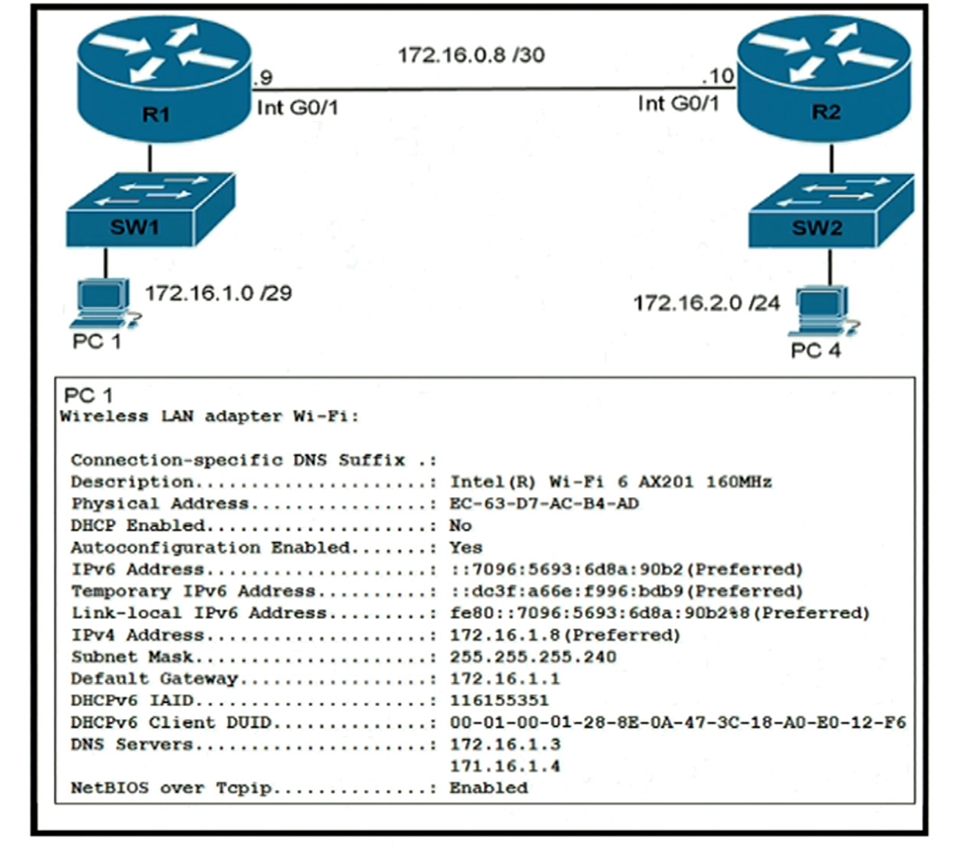 172.16.0.8 /30
.9
.10
Int G0/1
Int G0/1
R1
R2
SW1
SW2
172.16.1.0 /29
172.16.2.0 /24
PC 1
PC 4
PC 1
Wireless LAN adapter Wi-Fi:
Connection-specific DNS Suffix .:
Description......................: Intel(R) Wi-Fi 6 AX201 160MHz
Physical Address.................: EC-63-D7-AC-B4-AD
DHCP Enabled.....................: No
Autoconfiguration Enabled.......: Yes
IPv6 Address.....................: ::7096:5693:6d8a:90b2(Preferred)
Temporary IPv6 Address..........: ::dc3f:a66e:f996:bdb9(Preferred)
Link-local IPv6 Address.........: fe80::7096:5693:6d8a:90b2%8(Preferred)
IPv4 Address.....................: 172.16.1.8(Preferred)
Subnet Mask......................: 255.255.255.240
Default Gateway..................: 172.16.1.1
DHCPv6 IAID......................: 116155351
DHCPv6 Client DUID..............: 00-01-00-01-28-8E-0A-47-3C-18-A0-E0-12-F6
DNS Servers......................: 172.16.1.3
171.16.1.4
NetBIOS over Tcpip..............: Enabled